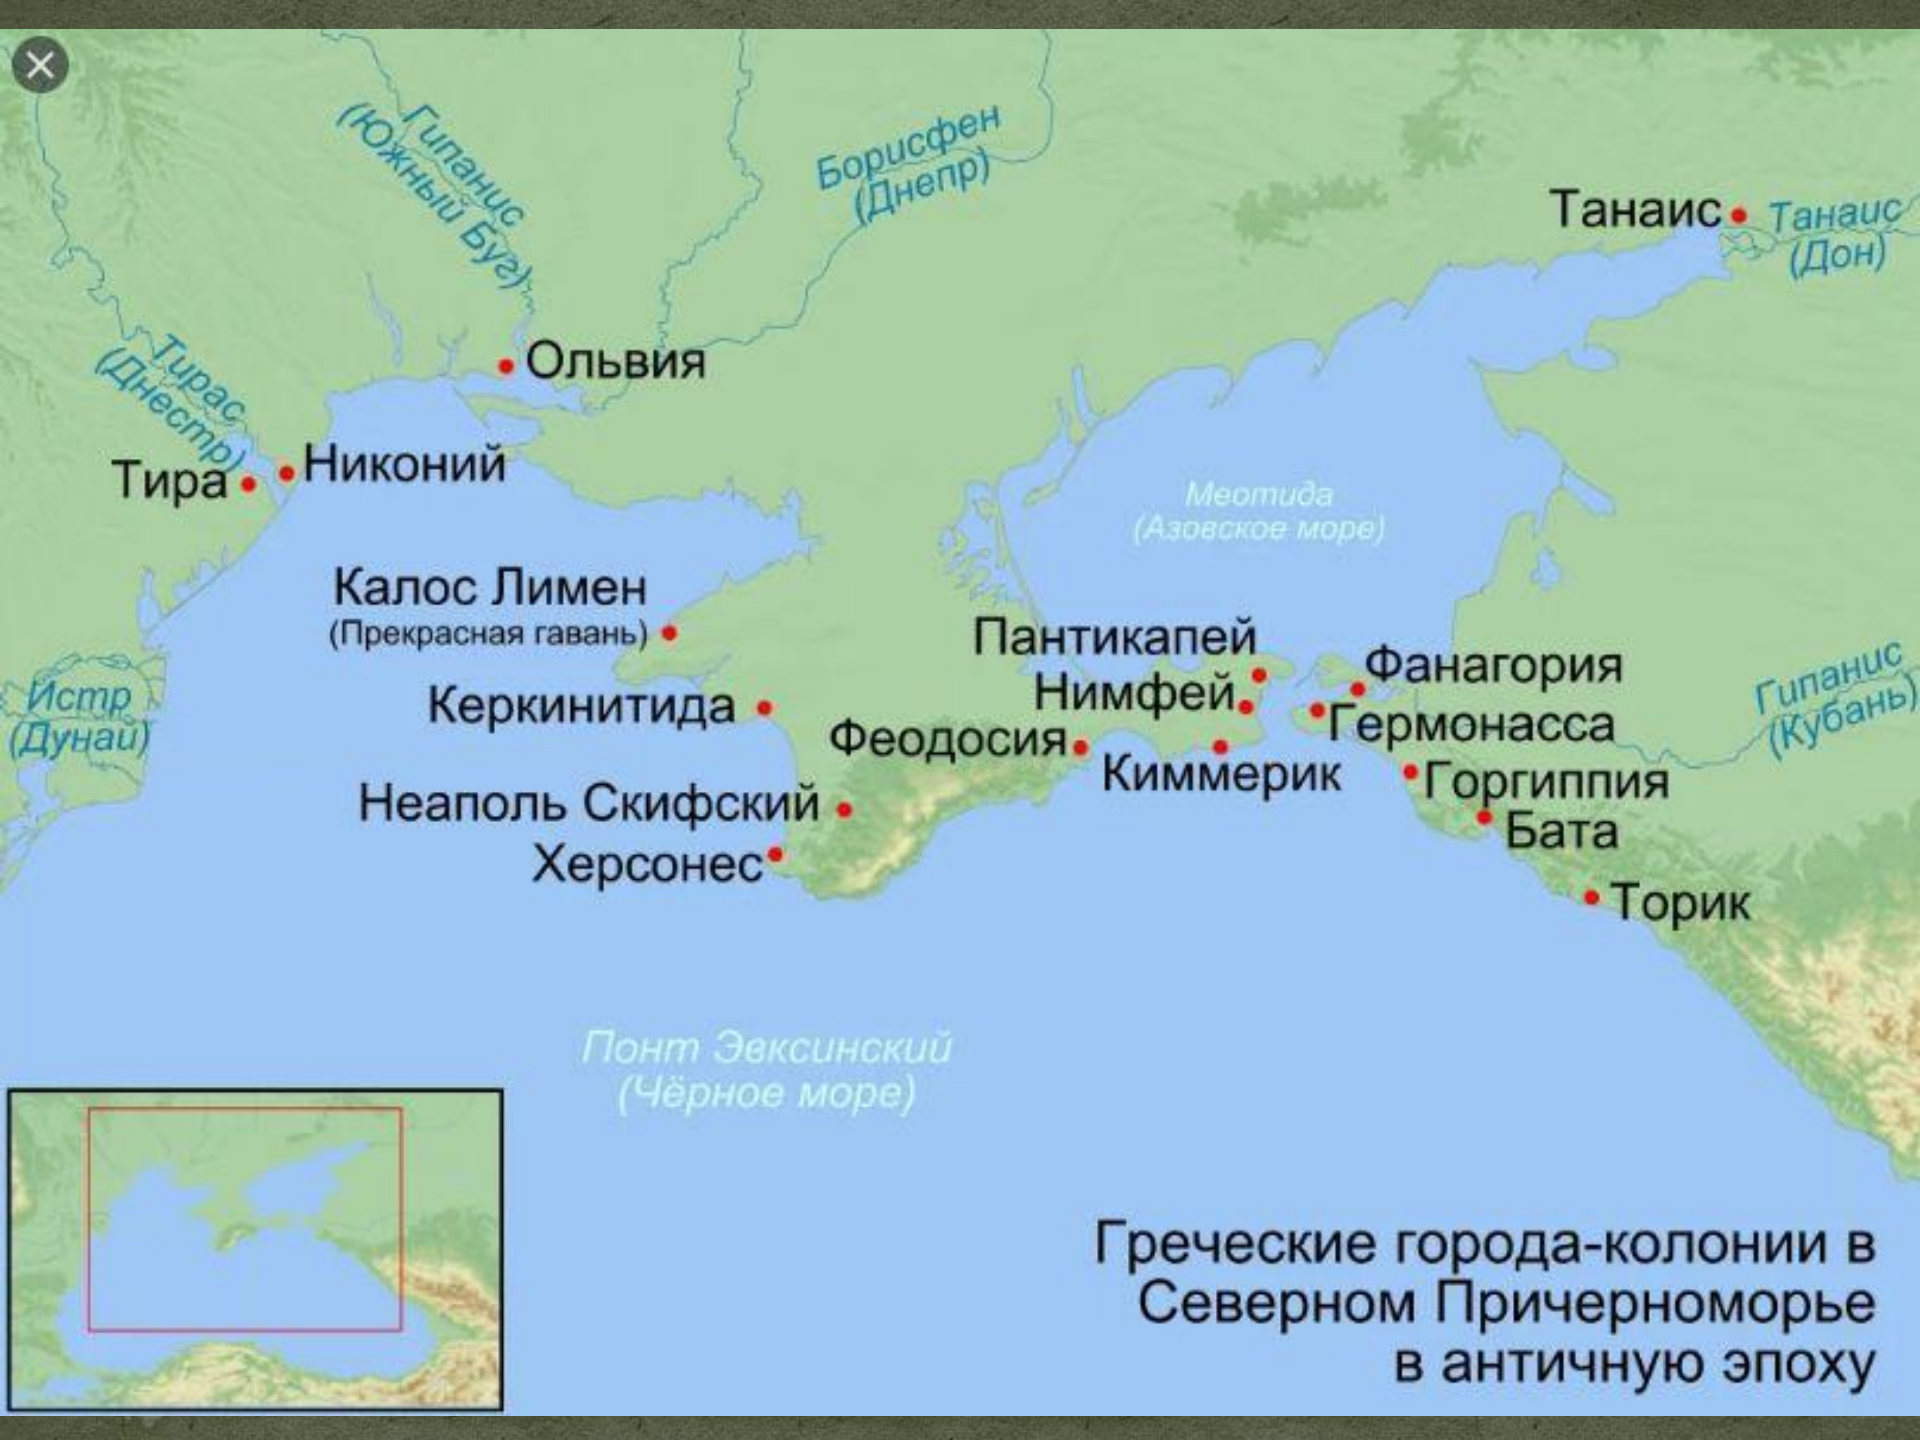 Гипанис
(Южный Буг)
Борисфен
(Днепр)
Танаис
Танаис
(Дон)
Тирас
(Днестр)
Ольвия
Никоний
Тира
Меотида
(Азовское море)
Калос Лимен
(Прекрасная гавань)
Пантикапей
Фанагория
Нимфей
Гермонасса
Гипанис
(Кубань)
Истр
(Дунай)
Керкинитида
Феодосия
Киммерик
Горгиппия
Неаполь Скифский
Бата
Херсонес
Торик
Понт Эвксинский
(Чёрное море)
Греческие города-колонии в
Северном Причерноморье
в античную эпоху